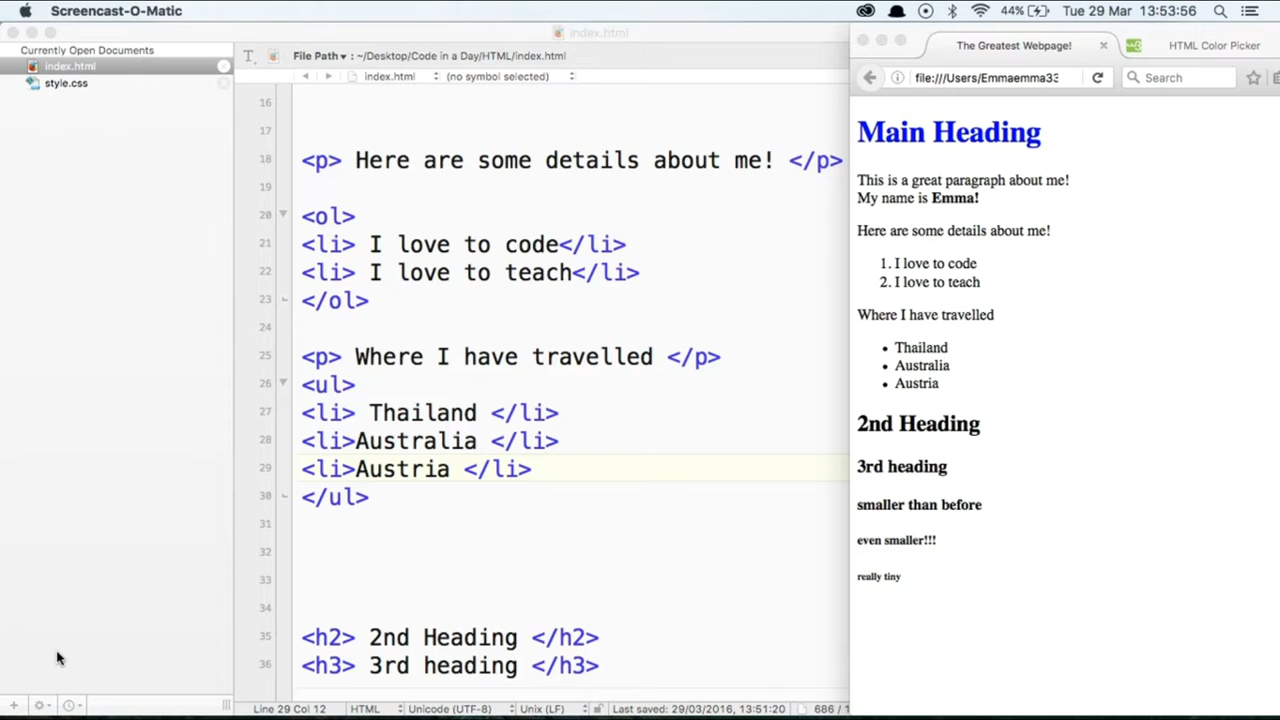 Screencast-O-Matic
44%
Tue 29 Mar 13:53:56
index.html
Currently Open Documents
index.html
style.css
File Path ▾ : ~/Desktop/Code in a Day/HTML/index.html
index.html
(no symbol selected)
16
17
18 <p> Here are some details about me! </p>
19
20 <ol>
21 <li> I love to code</li>
22 <li> I love to teach</li>
23 </ol>
24
25 <p> Where I have travelled </p>
26 <ul>
27 <li> Thailand </li>
28 <li>Australia </li>
29 <li>Austria </li>
30 </ul>
31
32
33
34
35 <h2> 2nd Heading </h2>
36 <h3> 3rd heading </h3>
Line 29 Col 12
HTML
Unicode (UTF-8)
Unix (LF)
Last saved: 29/03/2016, 13:51:20
686 / 1
The Greatest Webpage!
HTML Color Picker
file:///Users/Emmaemma33
Search
Main Heading
This is a great paragraph about me!
My name is Emma!
Here are some details about me!
1. I love to code
2. I love to teach
Where I have travelled
• Thailand
• Australia
• Austria
2nd Heading
3rd heading
smaller than before
even smaller!!!
really tiny